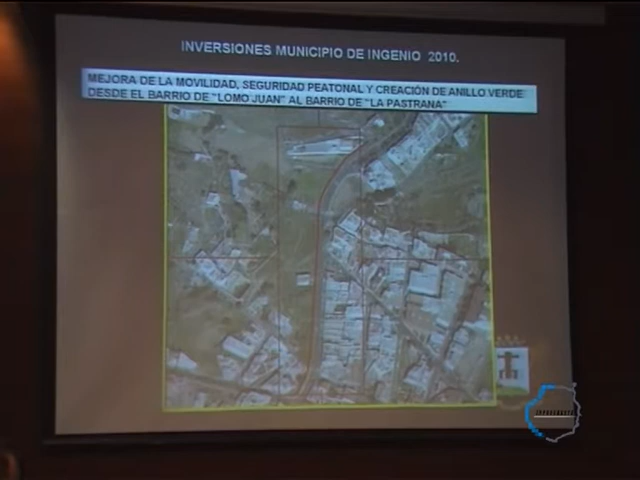 INVERSIONES MUNICIPIO DE INGENIO 2010.
MEJORA DE LA MOVILIDAD, SEGURIDAD PEATONAL Y CREACIÓN DE ANILLO VERDE
DESDE EL BARRIO DE "LOMO JUAN" AL BARRIO DE "LA PASTRANA"